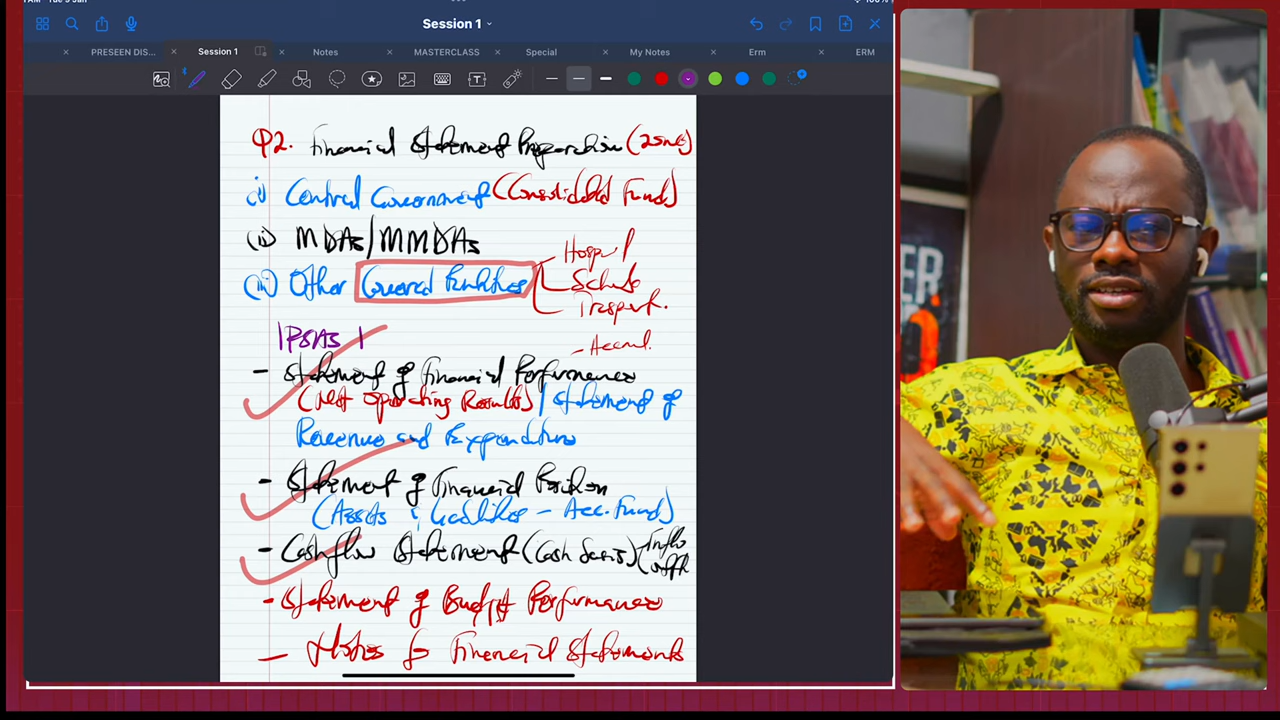 Session 1
PRESEEN DIS...
Session 1
Notes
MASTERCLASS
Special
My Notes
Erm
ERM
Q2. Financial Statement Preparation (25mks)
(i) Central Government (Consolidated Fund)
(ii) MDAs/MMDAs
(iii) Other Covered Entities
Hospital
Schools
Transport.
IPSAS 1
- Accrual.
- Statement of Financial Performance
(Net Operating Results) / Statement of
Revenue and Expenditure
- Statement of Financial Position
(Assets & Liabilities - Acc. Fund)
- Cashflow Statement (Cash Basis)
Inflow
Outflow
- Statement of Budget Performance
- Notes to Financial Statements